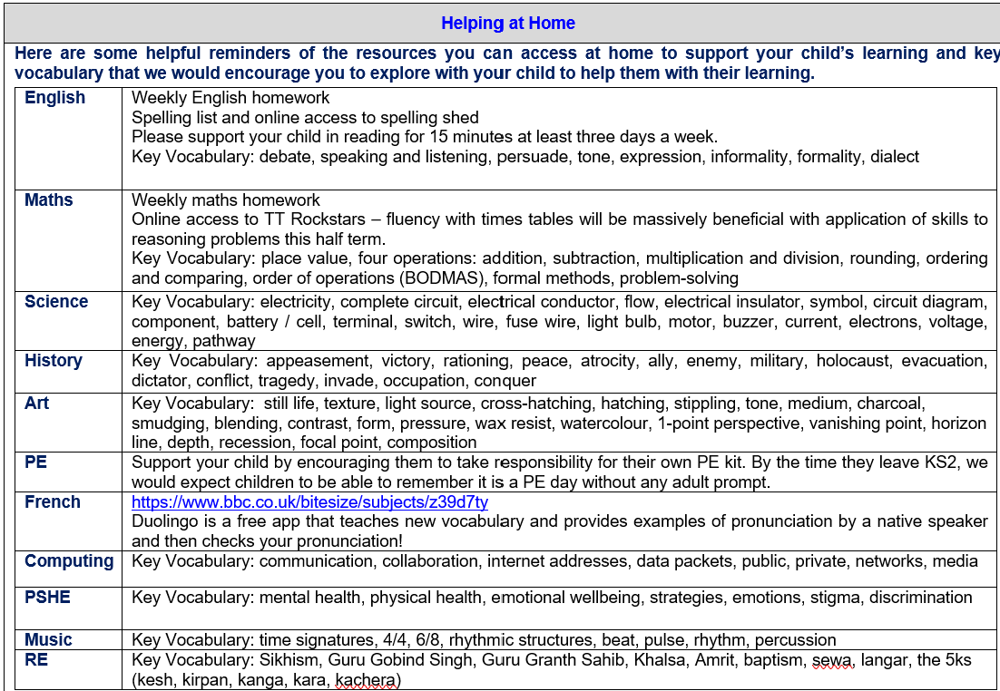 Helping at Home
Here are some helpful reminders of the resources you can access at home to support your child’s learning and key
vocabulary that we would encourage you to explore with your child to help them with their learning.
English
Weekly English homework
Spelling list and online access to spelling shed
Please support your child in reading for 15 minutes at least three days a week.
Key Vocabulary: debate, speaking and listening, persuade, tone, expression, informality, formality, dialect
Maths
Weekly maths homework
Online access to TT Rockstars – fluency with times tables will be massively beneficial with application of skills to
reasoning problems this half term.
Key Vocabulary: place value, four operations: addition, subtraction, multiplication and division, rounding, ordering
and comparing, order of operations (BODMAS), formal methods, problem-solving
Science
Key Vocabulary: electricity, complete circuit, electrical conductor, flow, electrical insulator, symbol, circuit diagram,
component, battery / cell, terminal, switch, wire, fuse wire, light bulb, motor, buzzer, current, electrons, voltage,
energy, pathway
History
Key Vocabulary: appeasement, victory, rationing, peace, atrocity, ally, enemy, military, holocaust, evacuation,
dictator, conflict, tragedy, invade, occupation, conquer
Art
Key Vocabulary: still life, texture, light source, cross-hatching, hatching, stippling, tone, medium, charcoal,
smudging, blending, contrast, form, pressure, wax resist, watercolour, 1-point perspective, vanishing point, horizon
line, depth, recession, focal point, composition
PE
Support your child by encouraging them to take responsibility for their own PE kit. By the time they leave KS2, we
would expect children to be able to remember it is a PE day without any adult prompt.
French
https://www.bbc.co.uk/bitesize/subjects/z39d7ty
Duolingo is a free app that teaches new vocabulary and provides examples of pronunciation by a native speaker
and then checks your pronunciation!
Computing
Key Vocabulary: communication, collaboration, internet addresses, data packets, public, private, networks, media
PSHE
Key Vocabulary: mental health, physical health, emotional wellbeing, strategies, emotions, stigma, discrimination
Music
Key Vocabulary: time signatures, 4/4, 6/8, rhythmic structures, beat, pulse, rhythm, percussion
RE
Key Vocabulary: Sikhism, Guru Gobind Singh, Guru Granth Sahib, Khalsa, Amrit, baptism, sewa, langar, the 5ks
(kesh, kirpan, kanga, kara, kachera)